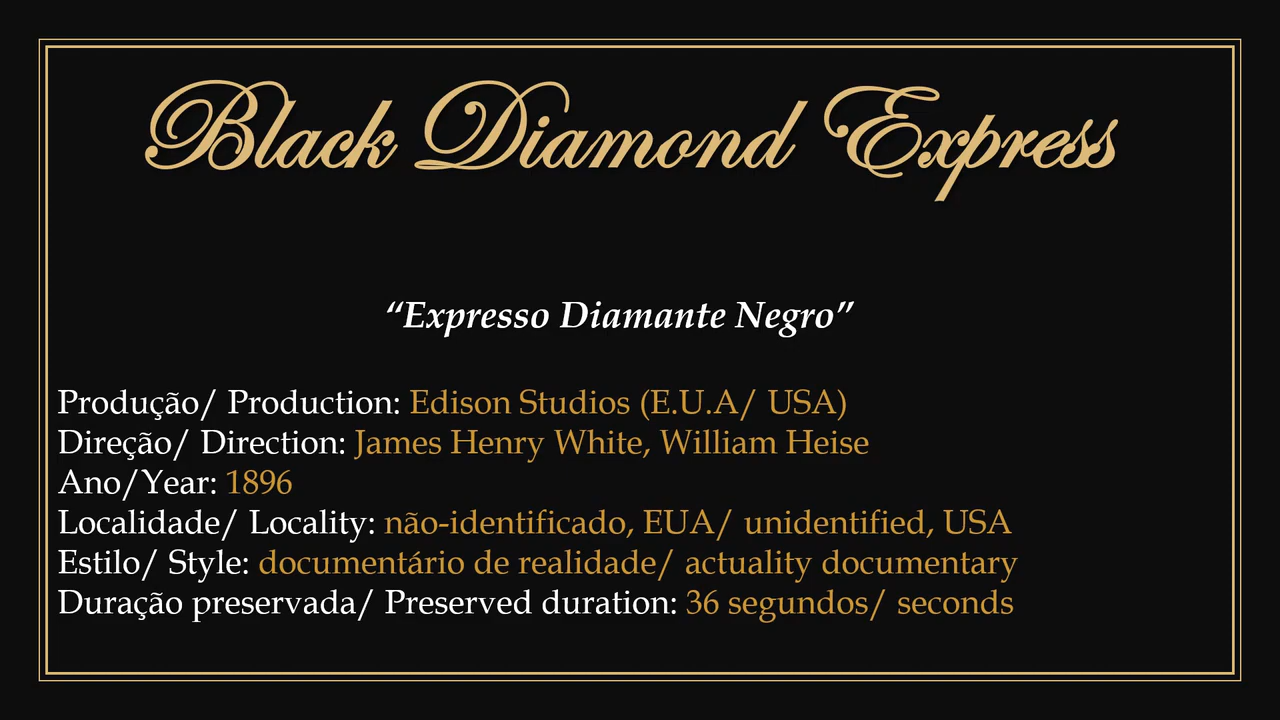 Black Diamond Express
“Expresso Diamante Negro”
Produção/ Production: Edison Studios (E.U.A/ USA)
Direção/ Direction: James Henry White, William Heise
Ano/Year: 1896
Localidade/ Locality: não-identificado, EUA/ unidentified, USA
Estilo/ Style: documentário de realidade/ actuality documentary
Duração preservada/ Preserved duration: 36 segundos/ seconds